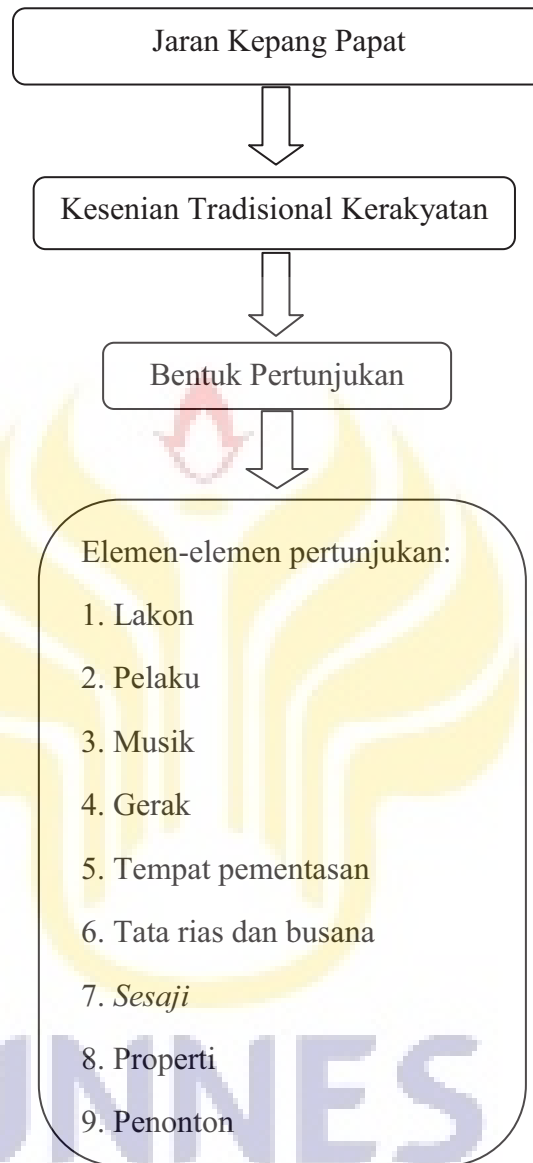 Jaran Kepang Papat
Kesenian Tradisional Kerakyatan
Bentuk Pertunjukan
Elemen-elemen pertunjukan:
1. Lakon
2. Pelaku
3. Musik
4. Gerak
5. Tempat pementasan
6. Tata rias dan busana
7. Sesaji
8. Properti
9. Penonton
UNNES